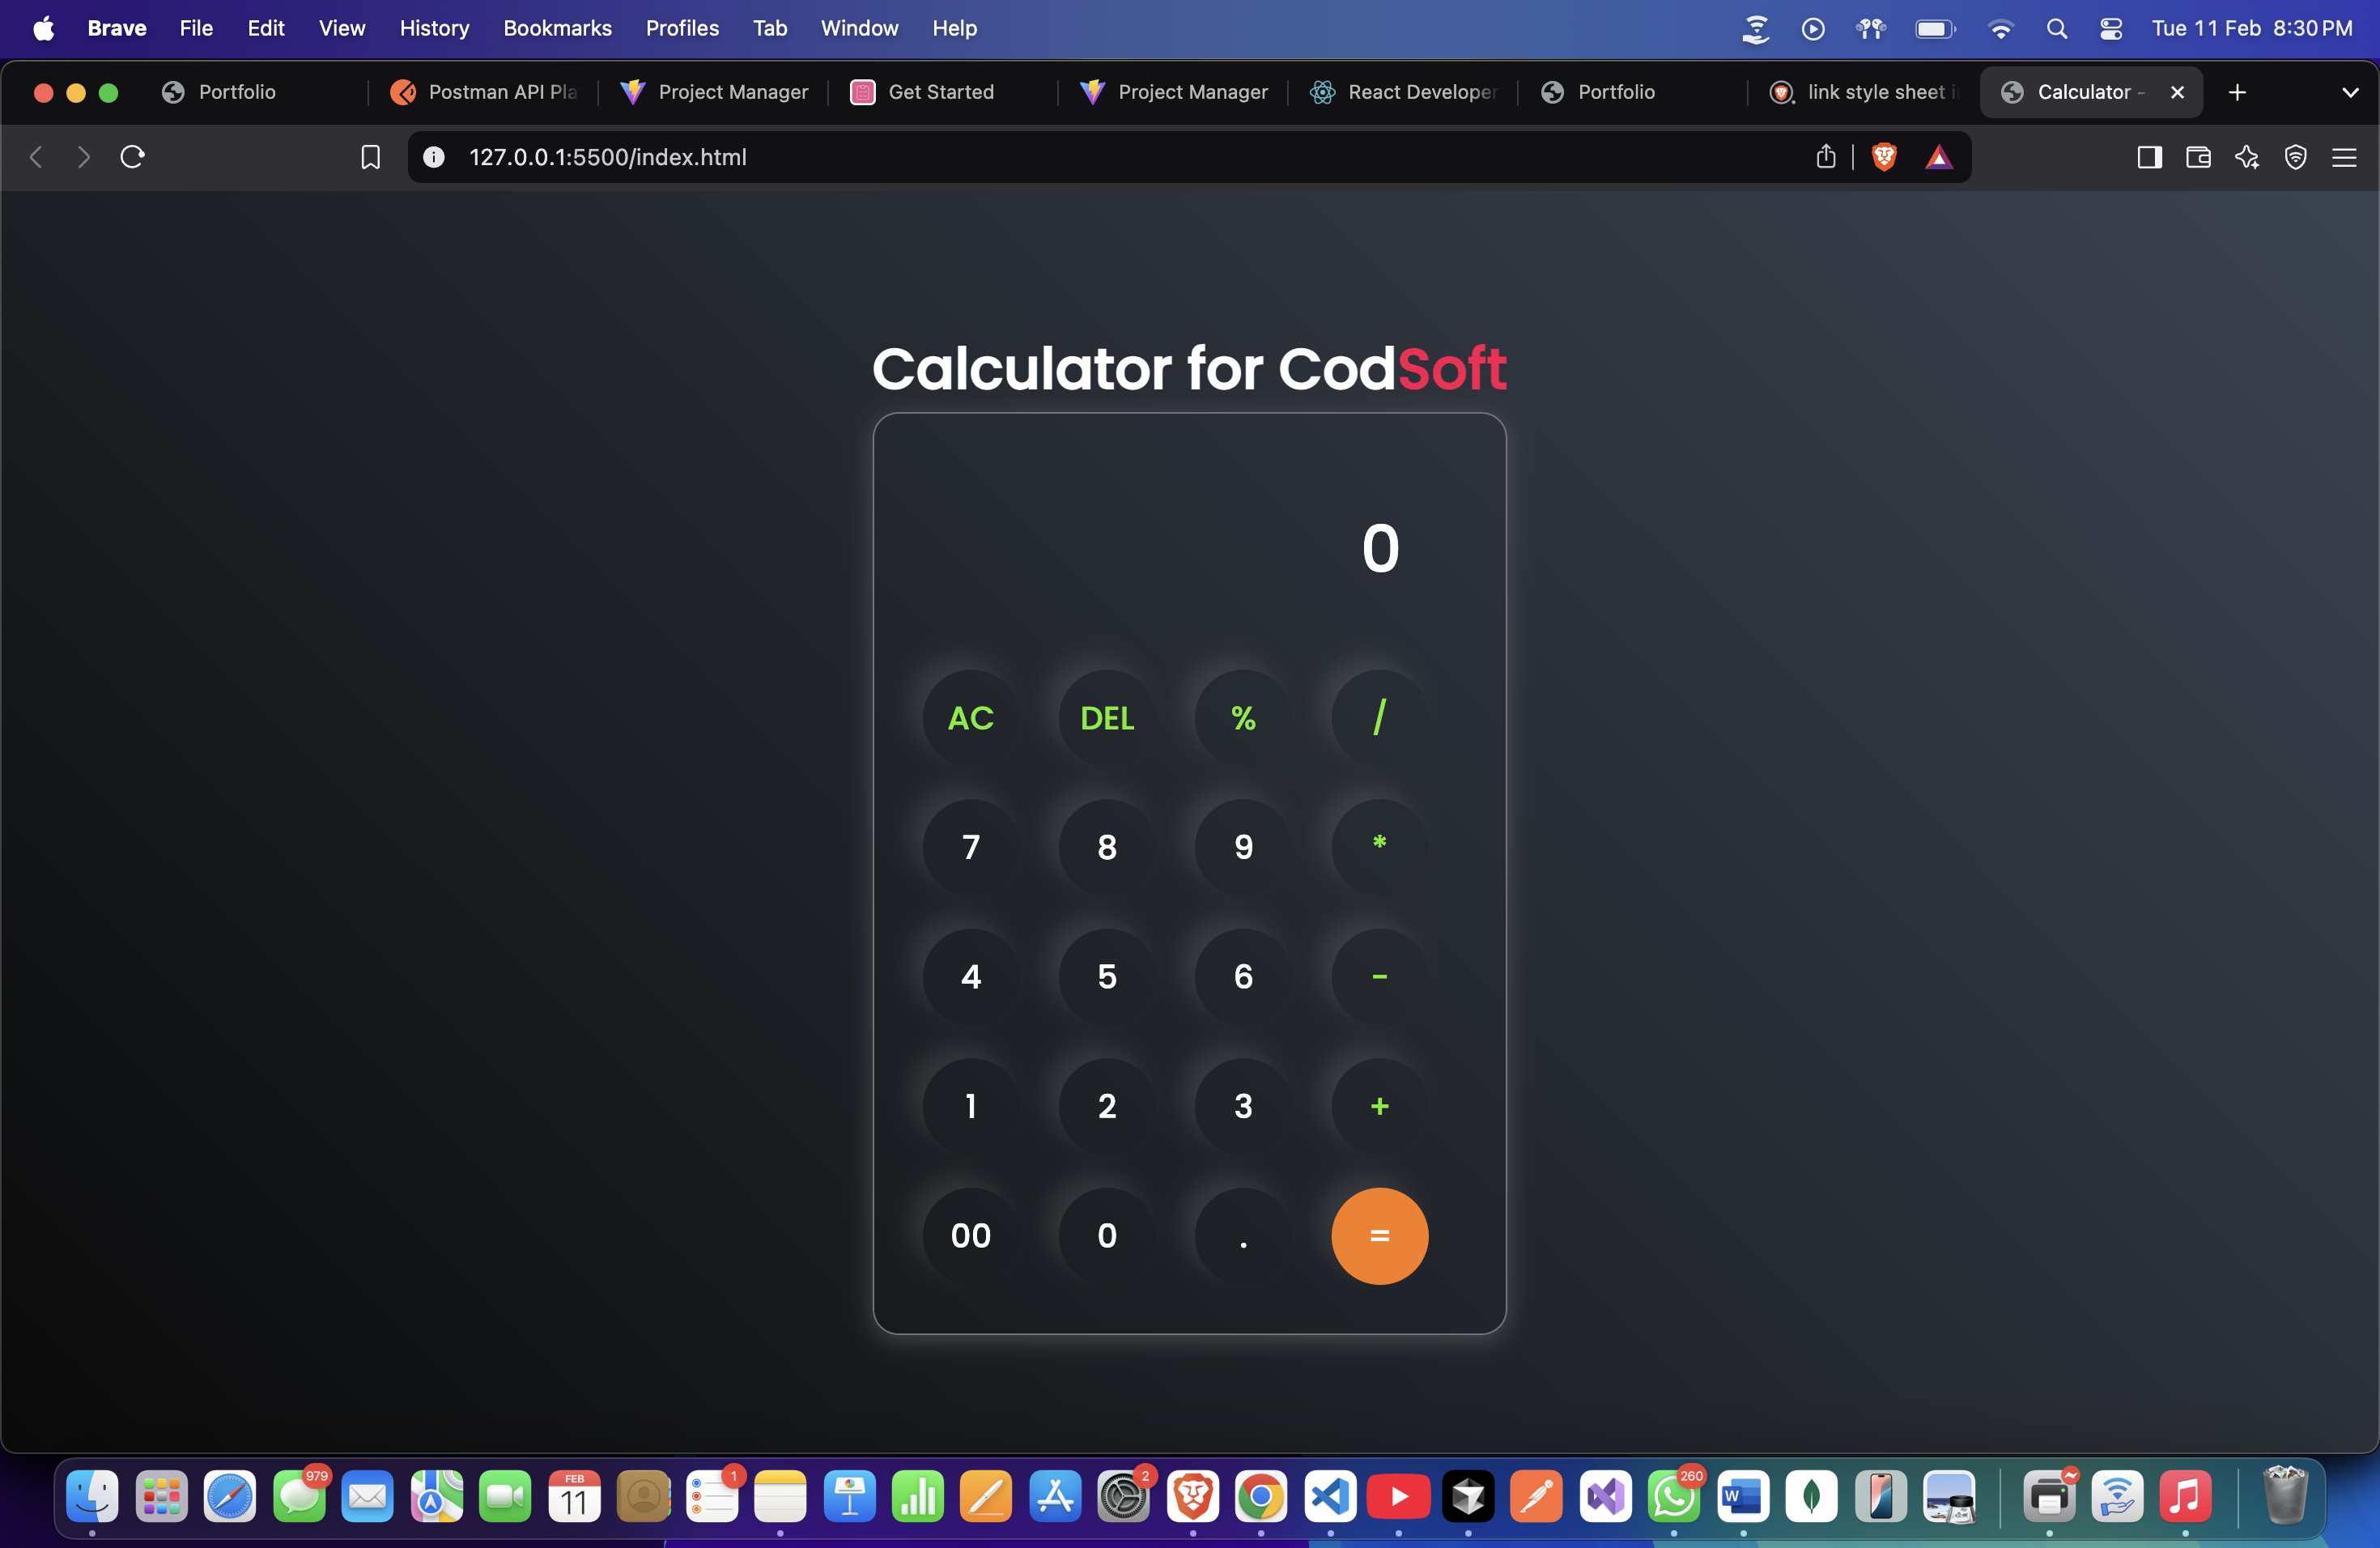 Brave File Edit View History Bookmarks Profiles Tab Window Help Tue 11 Feb 8:30 PM
Portfolio Postman API Pla Project Manager Get Started Project Manager React Developer Portfolio link style sheet i Calculator -
127.0.0.1:5500/index.html
Calculator for CodSoft
0
AC DEL % /
7 8 9 *
4 5 6 -
1 2 3 +
00 0 . =
979 FEB 11 1 2 260 W